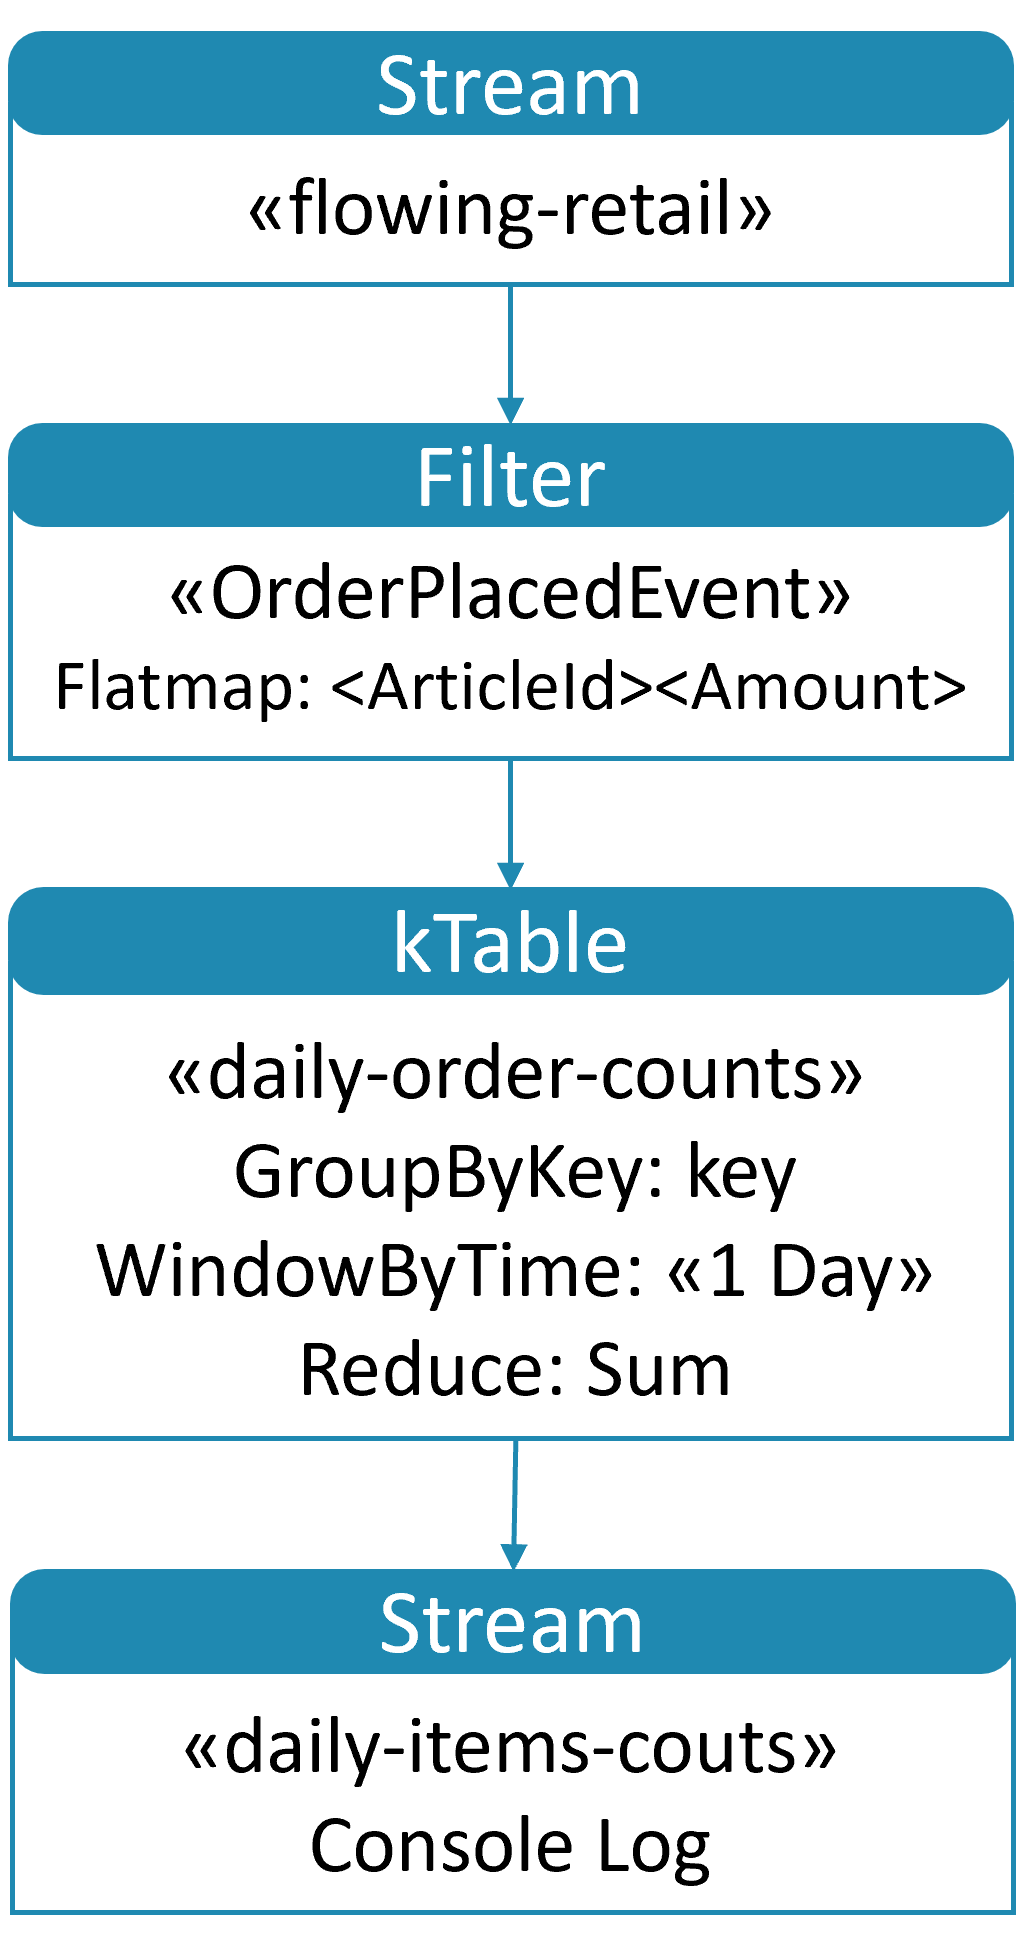 Stream
«flowing-retail»
Filter
«OrderPlacedEvent»
Flatmap: <ArticleId><Amount>
kTable
«daily-order-counts»
GroupByKey: key
WindowByTime: «1 Day»
Reduce: Sum
Stream
«daily-items-couts»
Console Log